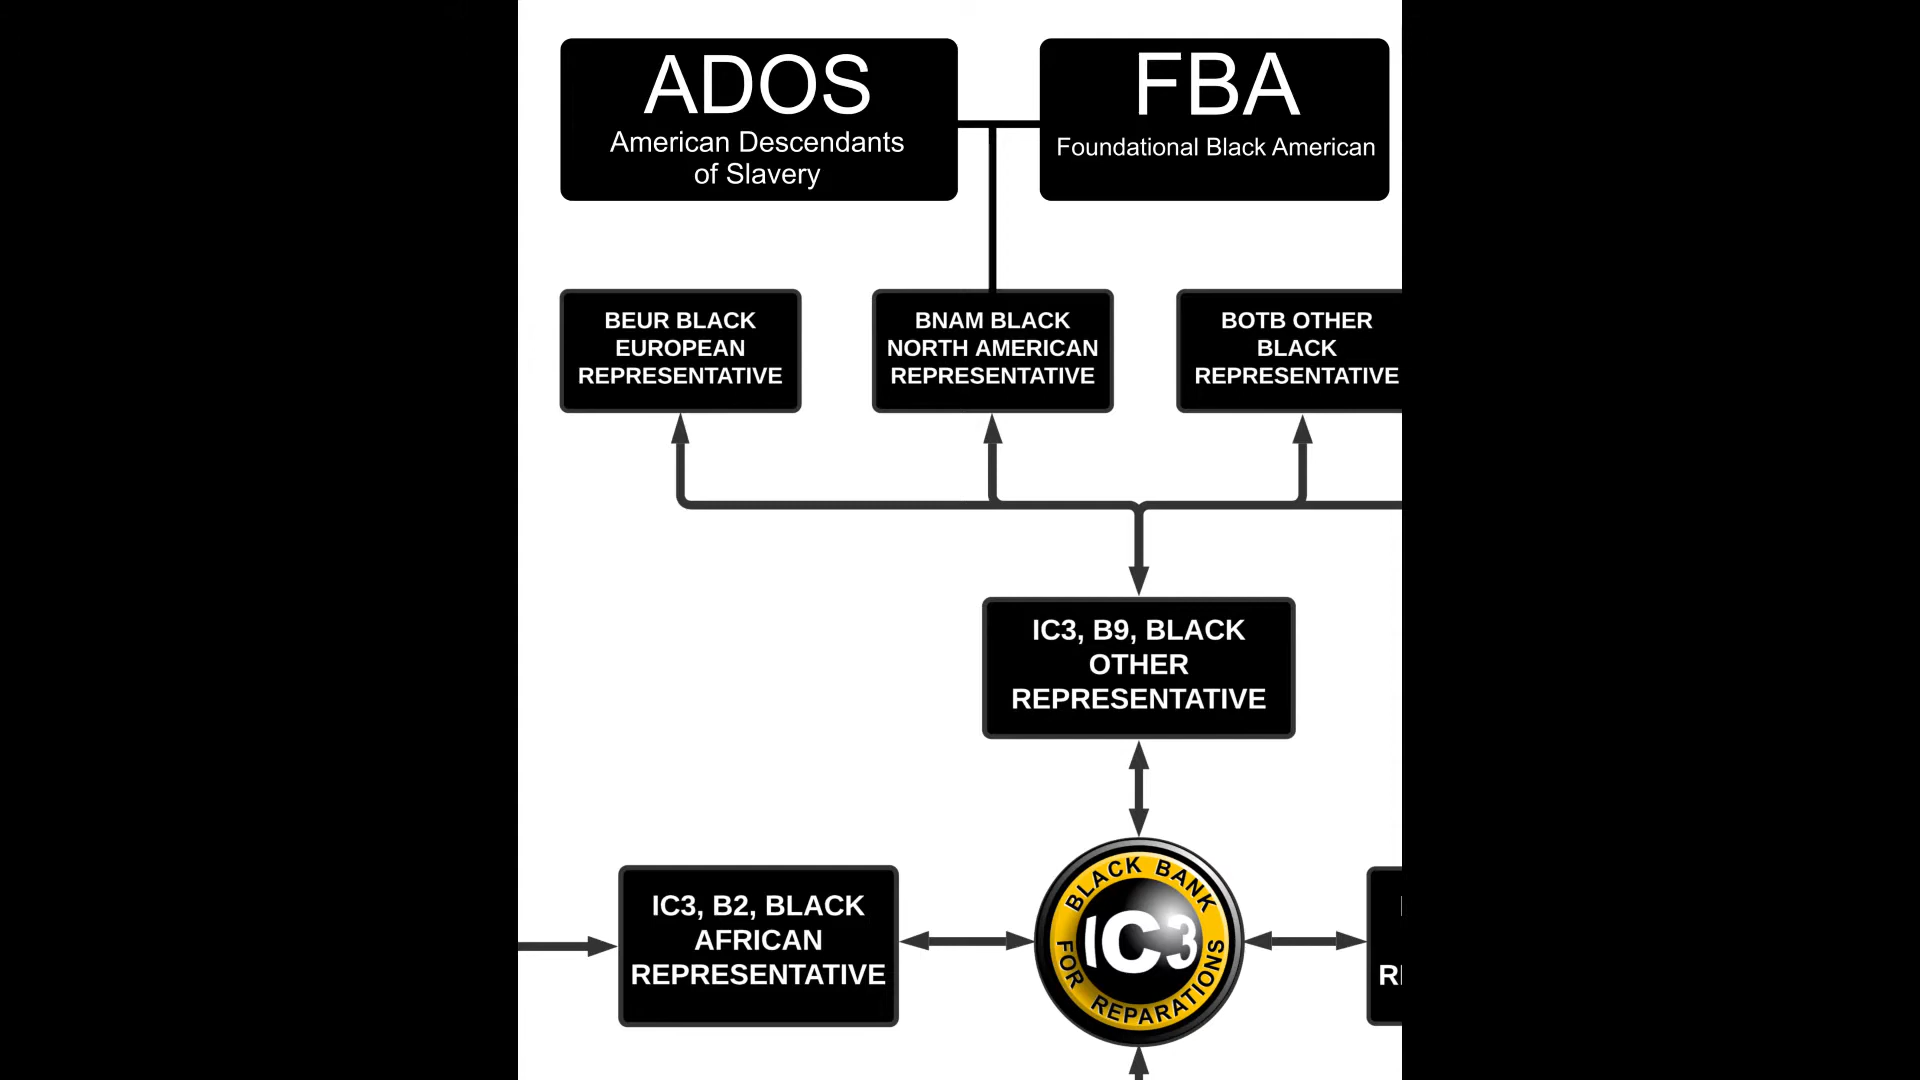 ADOS
American Descendants
of Slavery
FBA
Foundational Black American
BEUR BLACK
EUROPEAN
REPRESENTATIVE
BNAM BLACK
NORTH AMERICAN
REPRESENTATIVE
BOTB OTHER
BLACK
REPRESENTATIVE
IC3, B9, BLACK
OTHER
REPRESENTATIVE
IC3, B2, BLACK
AFRICAN
REPRESENTATIVE
BLACK BANK
IC3
FOR REPARATIONS